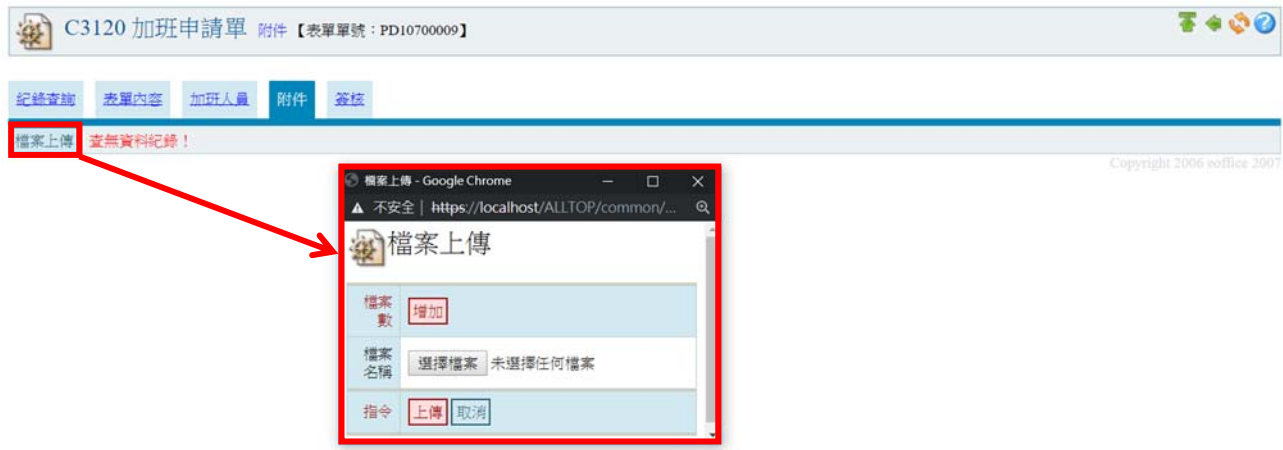 C3120 加班申請單 附件【表單單號：PD10700009】
紀錄查詢 表單內容 加班人員 附件 簽核
檔案上傳 查無資料紀錄！
Copyright 2006 eoffice 2007
檔案上傳 - Google Chrome
不安全 | https://localhost/ALLTOP/common/...
檔案上傳
檔案數 增加
檔案名稱 選擇檔案 未選擇任何檔案
指令 上傳 取消